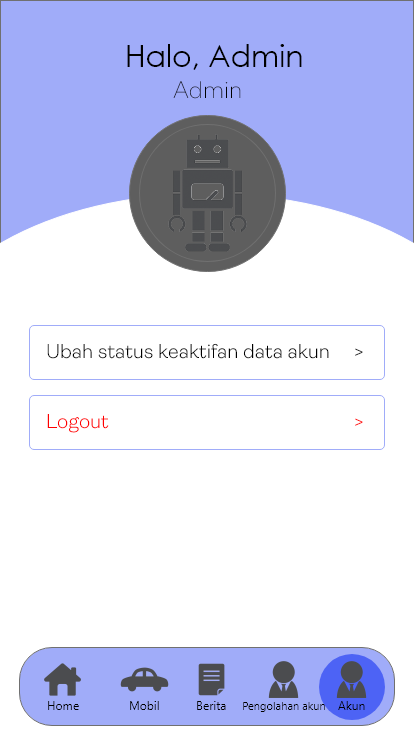 Halo, Admin
Admin
Ubah status keaktifan data akun >
Logout >
Home Mobil Berita Pengolahan akun Akun